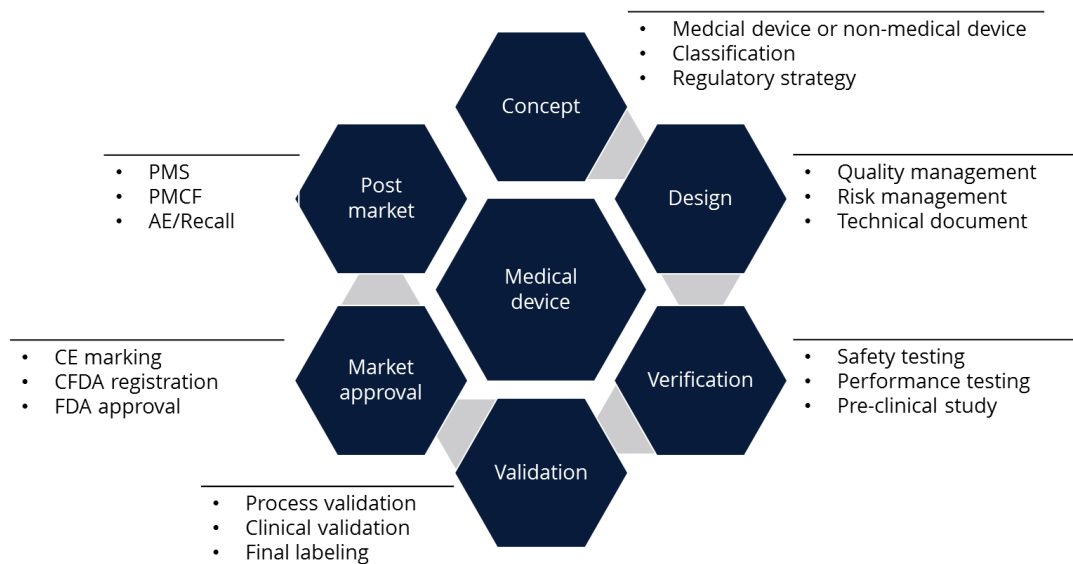 Concept
• Medcial device or non-medical device
• Classification
• Regulatory strategy
Design
• Quality management
• Risk management
• Technical document
Verification
• Safety testing
• Performance testing
• Pre-clinical study
Validation
• Process validation
• Clinical validation
• Final labeling
Market
approval
• CE marking
• CFDA registration
• FDA approval
Post
market
• PMS
• PMCF
• AE/Recall
Medical
device